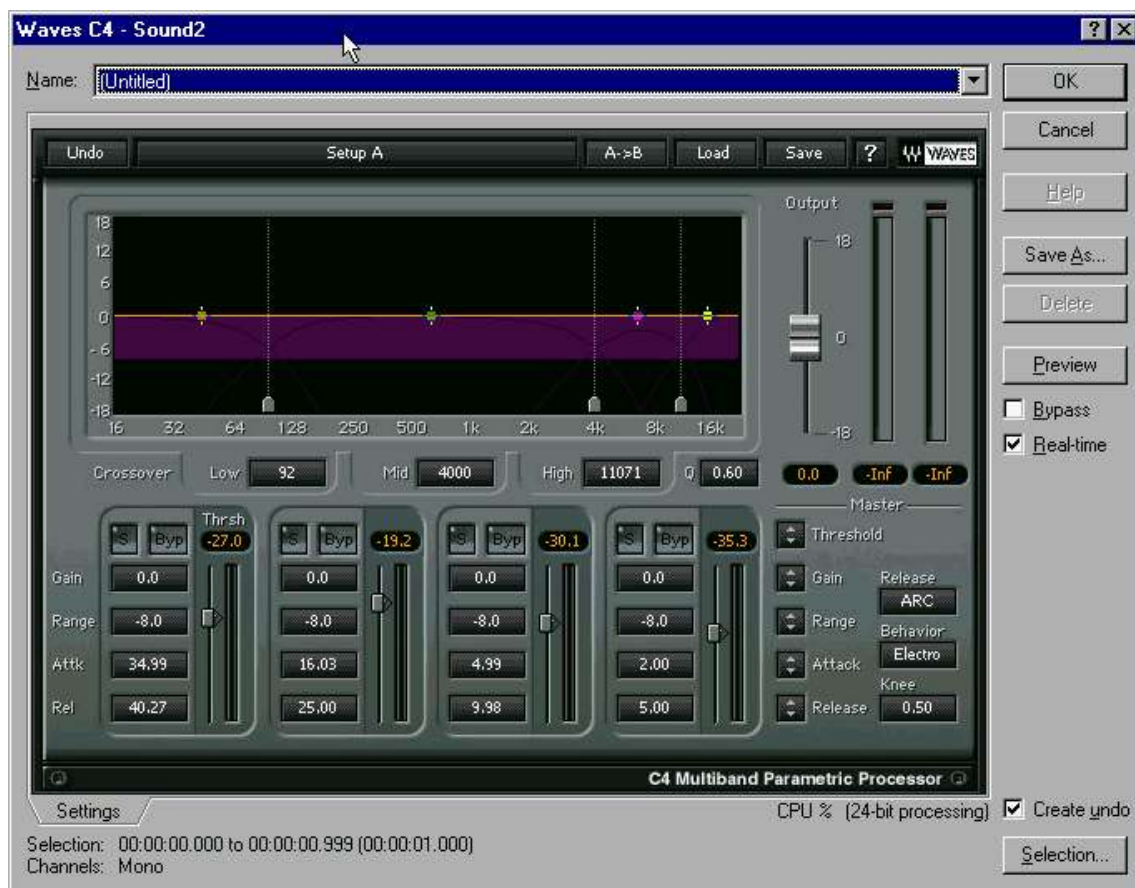 Waves C4 - Sound2
Name: (Untitled)
OK
Cancel
Help
Save As...
Delete
Preview
Bypass
Real-time
Undo Setup A A->B Load Save ? WAVES
18
12
6
0
-6
-12
-18
16 32 64 128 250 500 1k 2k 4k 8k 16k
Output
18
0
-18
Crossover Low 92 Mid 4000 High 11071 Q 0.60 0.0 -Inf -Inf
Thrsh
S Byp -27.0 S Byp -19.2 S Byp -30.1 S Byp -35.3
Gain 0.0 0.0 0.0 0.0
Range -8.0 -8.0 -8.0 -8.0
Attk 34.99 16.03 4.99 2.00
Rel 40.27 25.00 9.98 5.00
Master
Threshold
Gain
Range
Attack
Release
Release
ARC
Behavior
Electro
Knee
0.50
C4 Multiband Parametric Processor
Settings
CPU % (24-bit processing)
Create undo
Selection: 00:00:00.000 to 00:00:00.999 (00:00:01.000)
Channels: Mono
Selection...